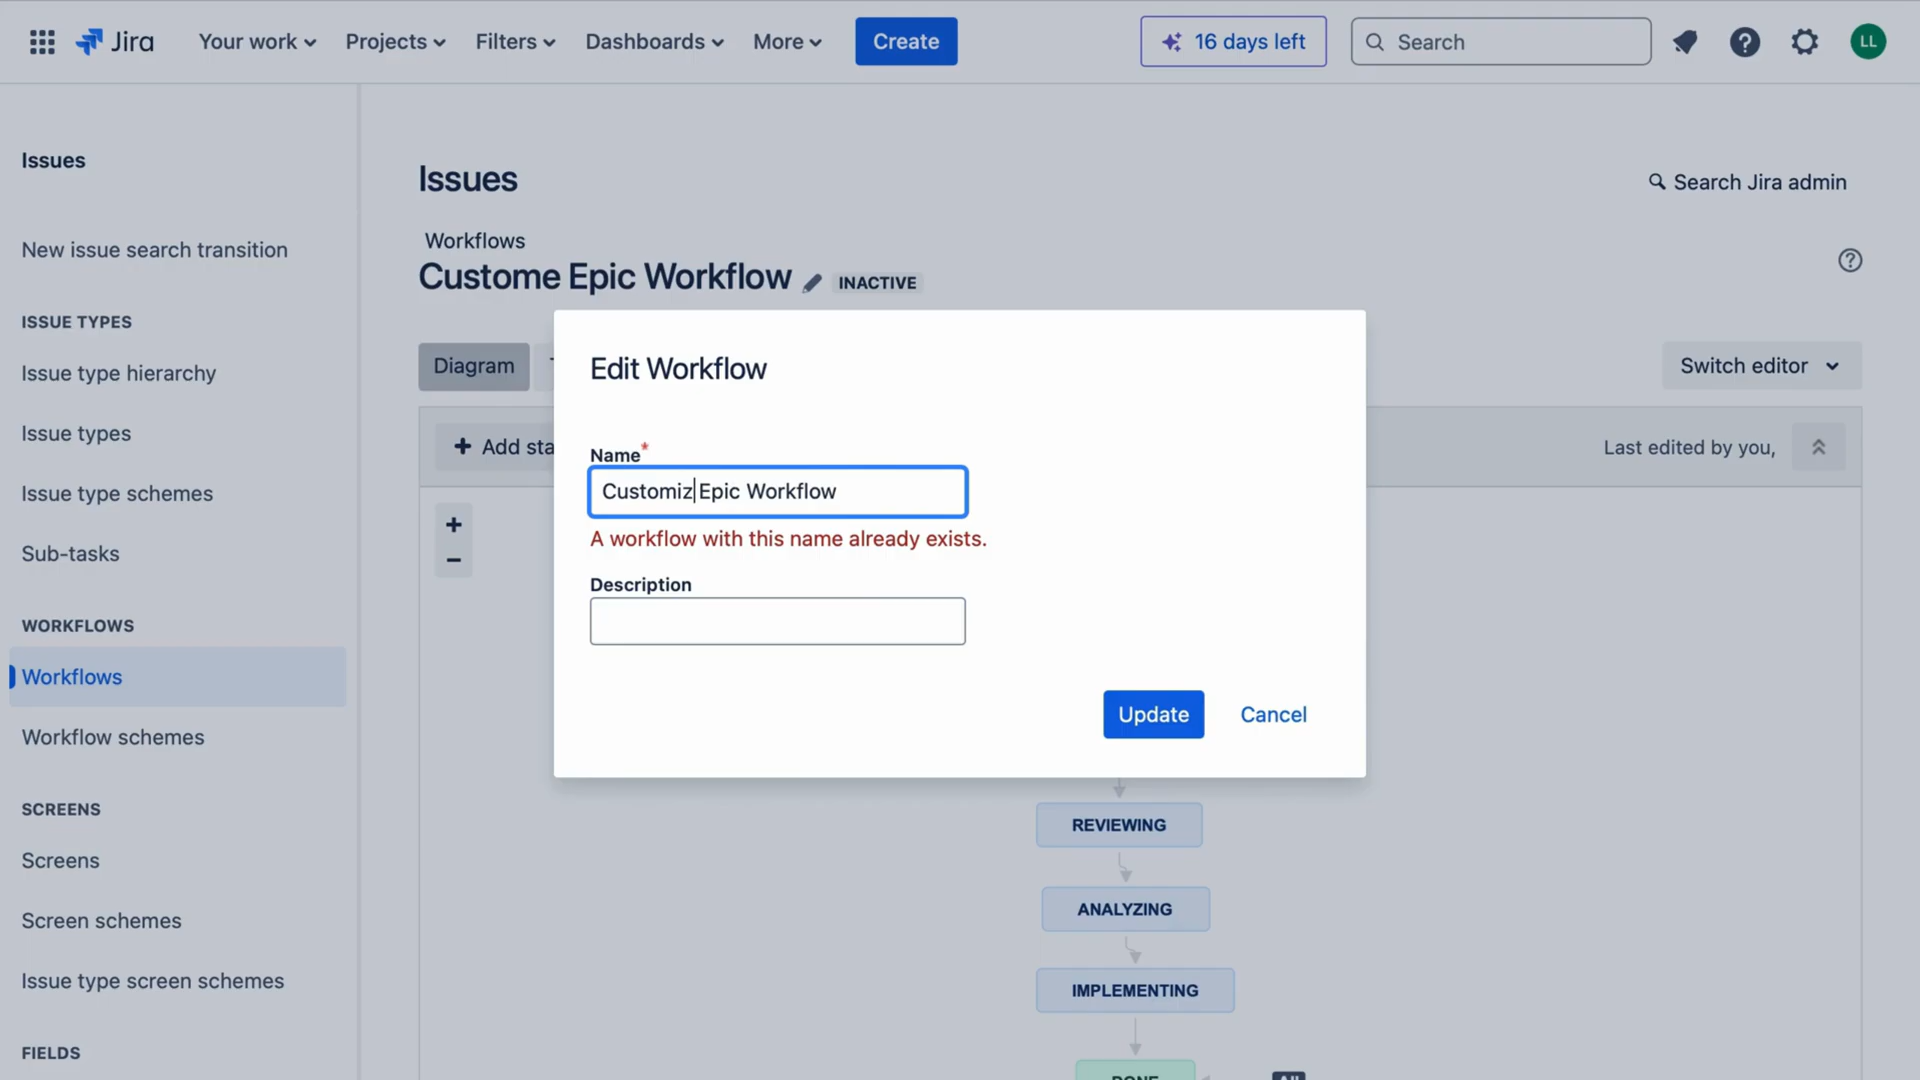 Jira
Your work
Projects
Filters
Dashboards
More
Create
16 days left
Search
LL
Issues
New issue search transition
ISSUE TYPES
Issue type hierarchy
Issue types
Issue type schemes
Sub-tasks
WORKFLOWS
Workflows
Workflow schemes
SCREENS
Screens
Screen schemes
Issue type screen schemes
FIELDS
Issues
Search Jira admin
Workflows
Custome Epic Workflow INACTIVE
Diagram
Switch editor
+ Add sta
Last edited by you,
+
−
Edit Workflow
Name*
Customiz Epic Workflow
A workflow with this name already exists.
Description
Update
Cancel
REVIEWING
ANALYZING
IMPLEMENTING
DONE
All